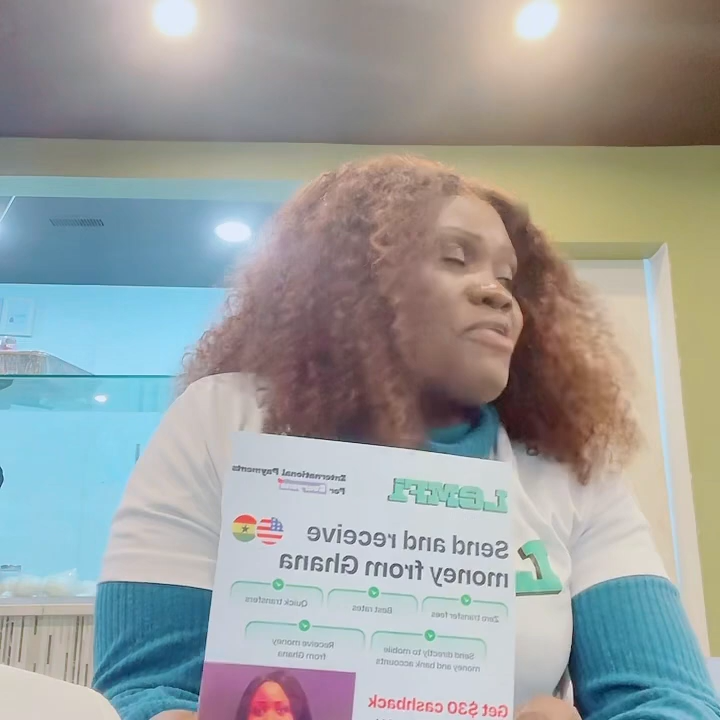 LemFi
International Payments
For
Send and receive
money from Ghana
Zero transfer fees
Best rates
Quick transfers
Send directly to mobile
money and bank accounts
Receive money
from Ghana
Get $30 cashback
L